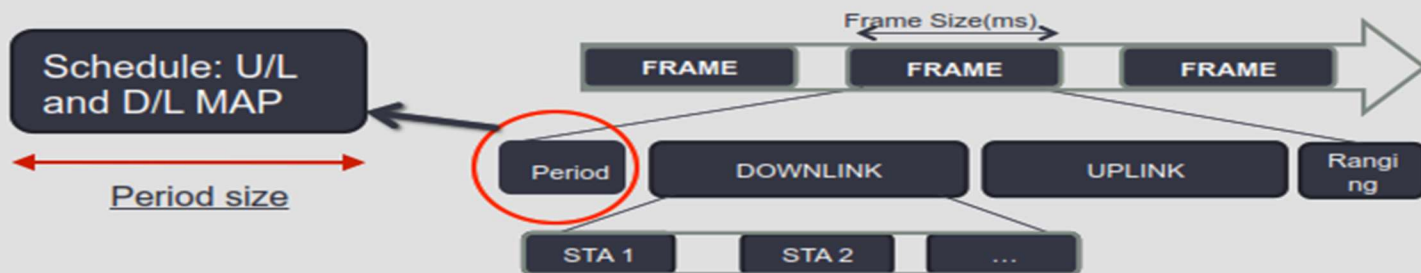 Frame Size(ms)
Schedule: U/L
and D/L MAP
FRAME
FRAME
FRAME
Period size
Period
DOWNLINK
UPLINK
Rangi
ng
STA 1
STA 2
...